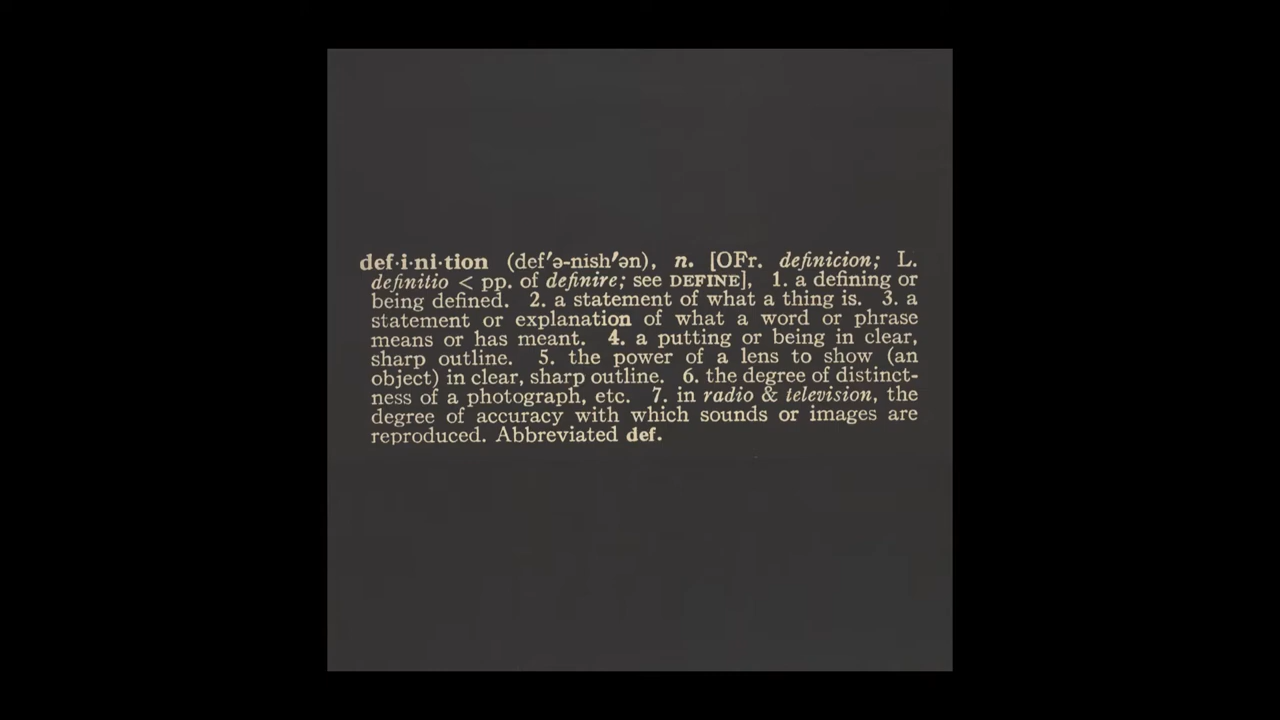 def·i·ni·tion (def′ə-nish′ən), n. [OFr. definicion; L.
definitio < pp. of definire; see DEFINE], 1. a defining or
being defined. 2. a statement of what a thing is. 3. a
statement or explanation of what a word or phrase
means or has meant. 4. a putting or being in clear,
sharp outline. 5. the power of a lens to show (an
object) in clear, sharp outline. 6. the degree of distinct-
ness of a photograph, etc. 7. in radio & television, the
degree of accuracy with which sounds or images are
reproduced. Abbreviated def.